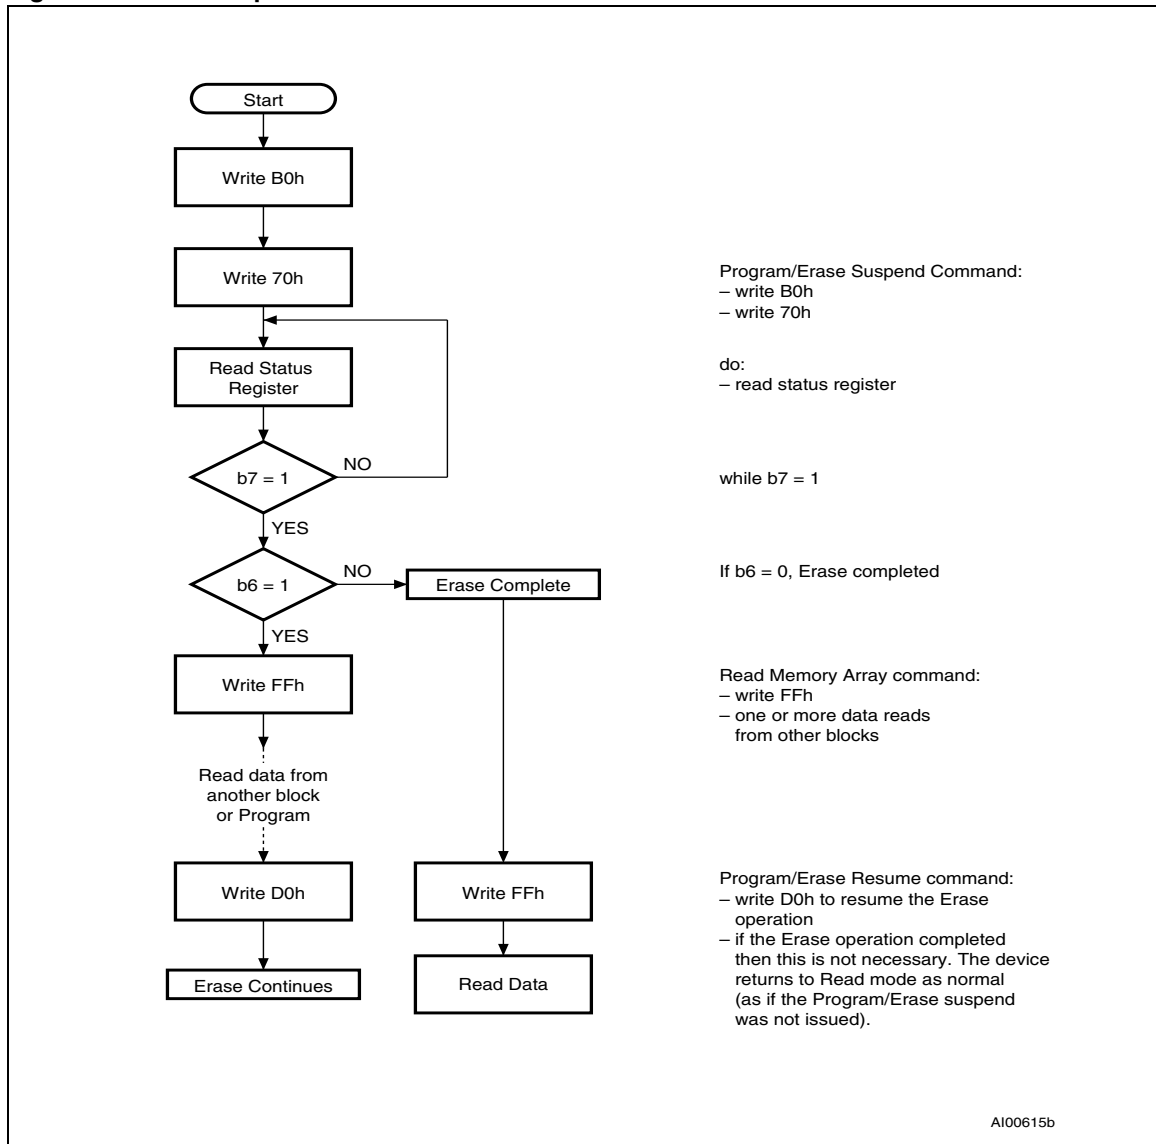 Start
Write B0h
Write 70h
Read Status
Register
b7 = 1
NO
YES
b6 = 1
NO
Erase Complete
YES
Write FFh
Read data from
another block
or Program
Write D0h
Erase Continues
Write FFh
Read Data
Program/Erase Suspend Command:
– write B0h
– write 70h
do:
– read status register
while b7 = 1
If b6 = 0, Erase completed
Read Memory Array command:
– write FFh
– one or more data reads
from other blocks
Program/Erase Resume command:
– write D0h to resume the Erase
operation
– if the Erase operation completed
then this is not necessary. The device
returns to Read mode as normal
(as if the Program/Erase suspend
was not issued).
AI00615b